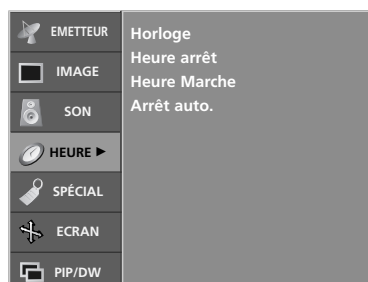 EMETTEUR
IMAGE
SON
HEURE ►
SPÉCIAL
ECRAN
PIP/DW
Horloge
Heure arrêt
Heure Marche
Arrêt auto.